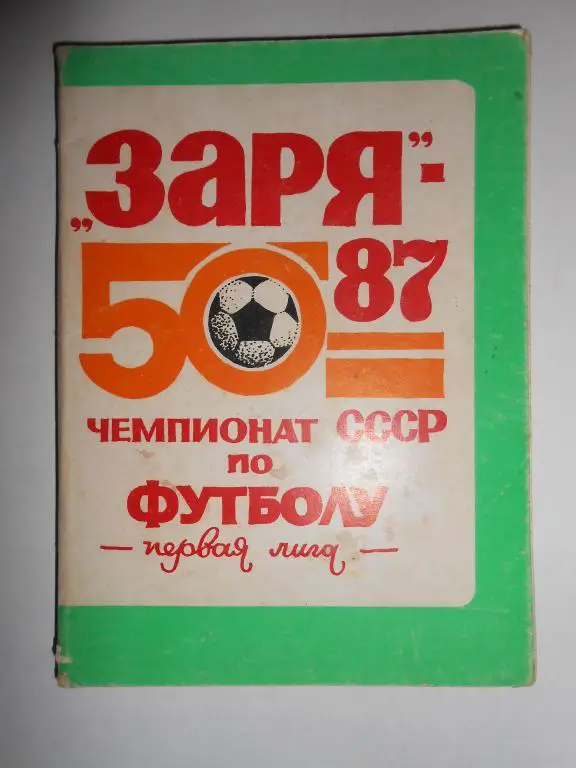 „ЗАРЯ”-
50 87
ЧЕМПИОНАТ СССР
по
ФУТБОЛУ
— первая лига —